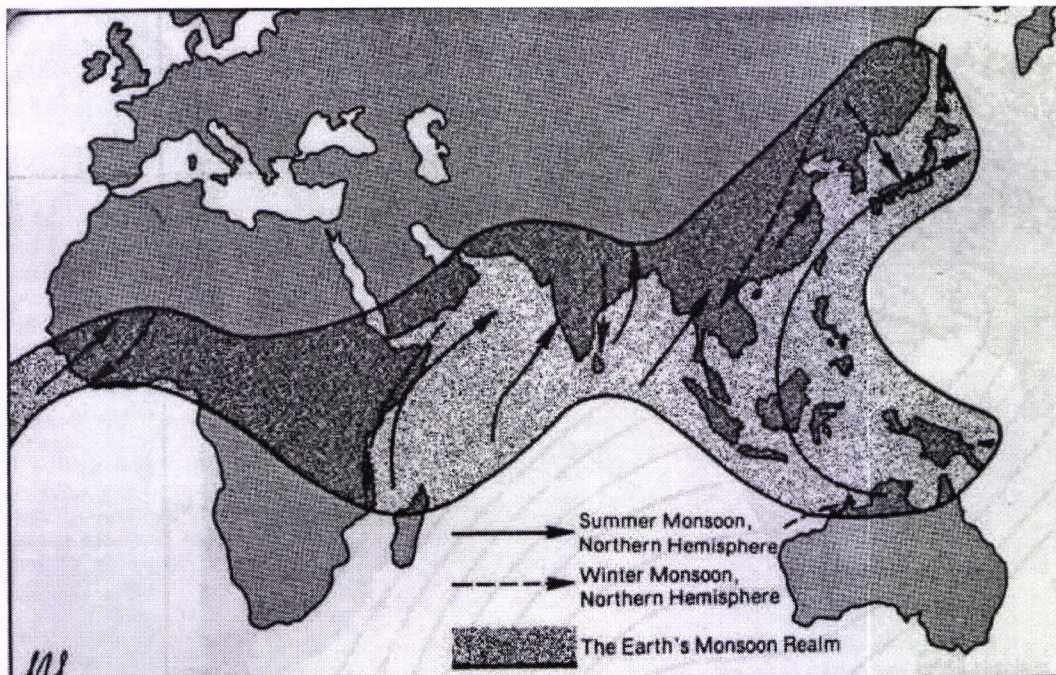 Summer Monsoon,
Northern Hemisphere
Winter Monsoon,
Northern Hemisphere
The Earth's Monsoon Realm